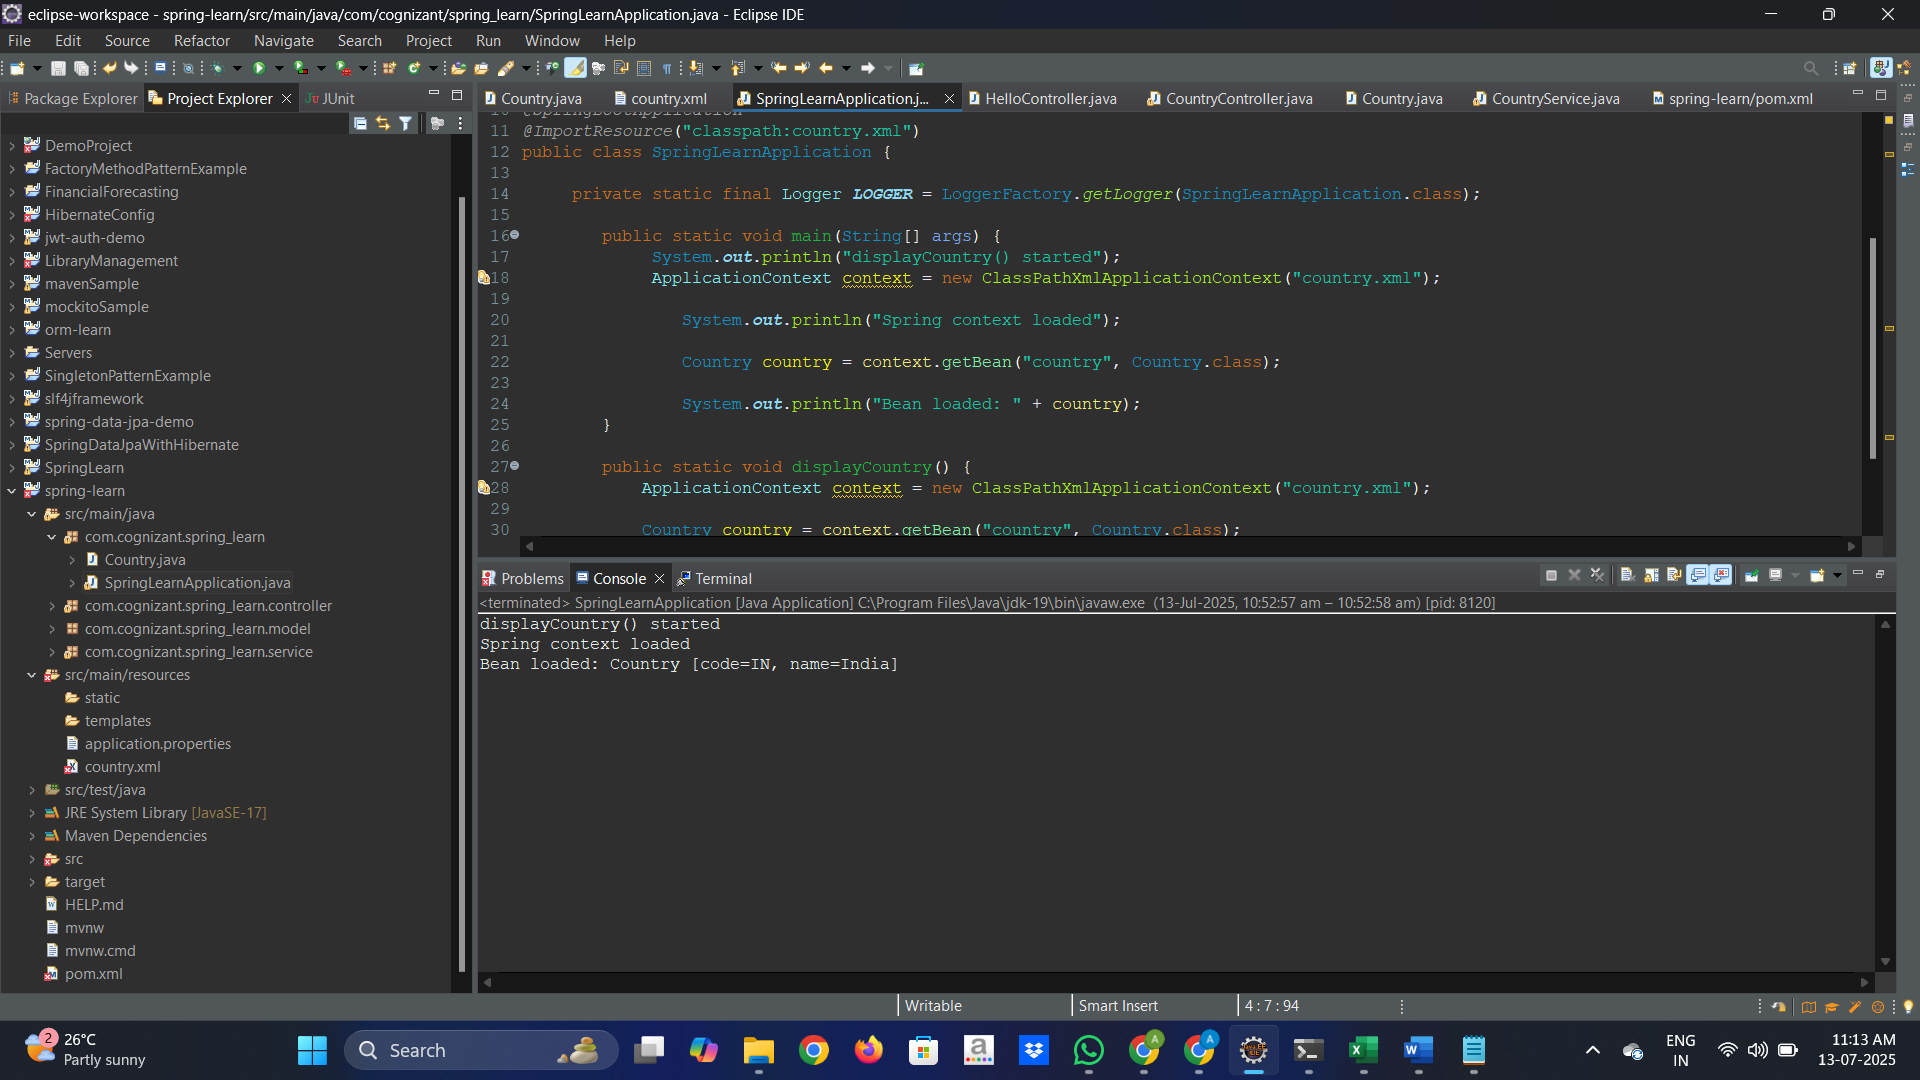 eclipse-workspace - spring-learn/src/main/java/com/cognizant/spring_learn/SpringLearnApplication.java - Eclipse IDE
File Edit Source Refactor Navigate Search Project Run Window Help
Package Explorer Project Explorer JUnit
DemoProject
FactoryMethodPatternExample
FinancialForecasting
HibernateConfig
jwt-auth-demo
LibraryManagement
mavenSample
mockitoSample
orm-learn
Servers
SingletonPatternExample
slf4jframework
spring-data-jpa-demo
SpringDataJpaWithHibernate
SpringLearn
spring-learn
src/main/java
com.cognizant.spring_learn
Country.java
SpringLearnApplication.java
com.cognizant.spring_learn.controller
com.cognizant.spring_learn.model
com.cognizant.spring_learn.service
src/main/resources
static
templates
application.properties
country.xml
src/test/java
JRE System Library [JavaSE-17]
Maven Dependencies
src
target
HELP.md
mvnw
mvnw.cmd
pom.xml
Country.java country.xml SpringLearnApplication.j... HelloController.java CountryController.java Country.java CountryService.java spring-learn/pom.xml
10 @SpringBootApplication
11 @ImportResource("classpath:country.xml")
12 public class SpringLearnApplication {
13
14 private static final Logger LOGGER = LoggerFactory.getLogger(SpringLearnApplication.class);
15
16 public static void main(String[] args) {
17 System.out.println("displayCountry() started");
18 ApplicationContext context = new ClassPathXmlApplicationContext("country.xml");
19
20 System.out.println("Spring context loaded");
21
22 Country country = context.getBean("country", Country.class);
23
24 System.out.println("Bean loaded: " + country);
25 }
26
27 public static void displayCountry() {
28 ApplicationContext context = new ClassPathXmlApplicationContext("country.xml");
29
30 Country country = context.getBean("country", Country.class);
Problems Console Terminal
<terminated> SpringLearnApplication [Java Application] C:\Program Files\Java\jdk-19\bin\javaw.exe (13-Jul-2025, 10:52:57 am – 10:52:58 am) [pid: 8120]
displayCountry() started
Spring context loaded
Bean loaded: Country [code=IN, name=India]
Writable Smart Insert 4 : 7 : 94
2 26°C
Partly sunny
Search
ENG
IN
11:13 AM
13-07-2025